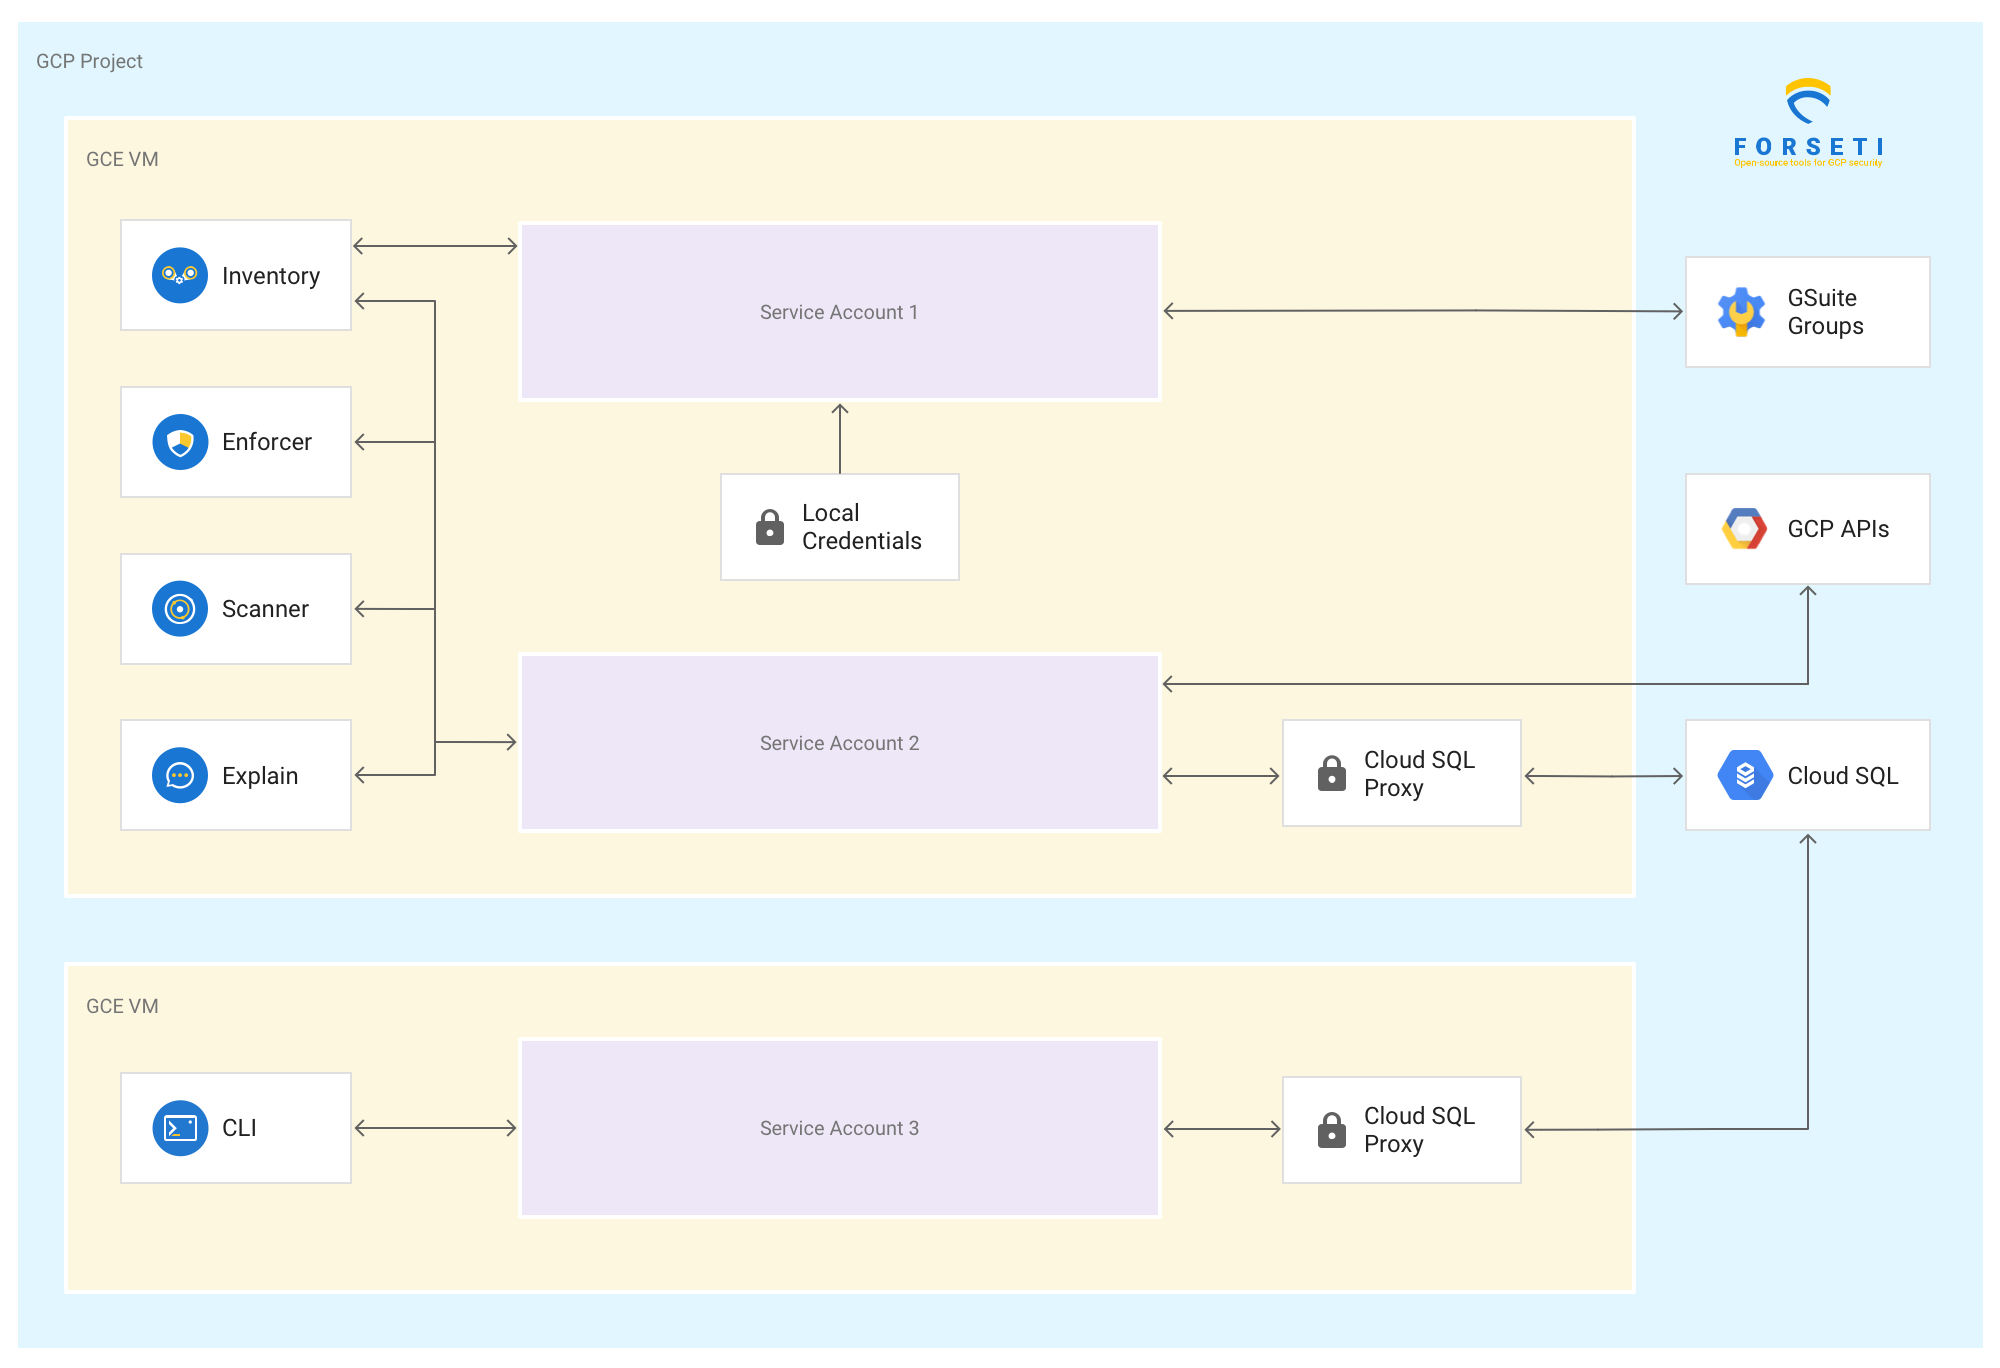 GCP Project
FORSETI
Open-source tools for GCP security
GCE VM
Inventory
Service Account 1
GSuite
Groups
Enforcer
Local
Credentials
GCP APIs
Scanner
Service Account 2
Explain
Cloud SQL
Proxy
Cloud SQL
GCE VM
CLI
Service Account 3
Cloud SQL
Proxy